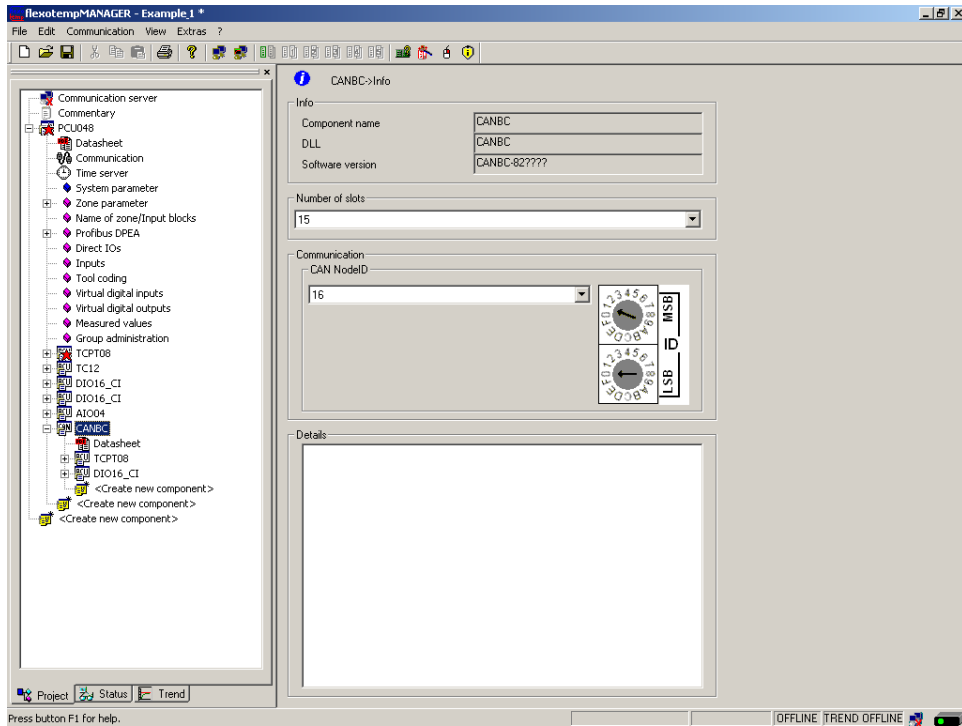 flexotempMANAGER - Example_1 *
File Edit Communication View Extras ?
Communication server
Commentary
PCU048
Datasheet
Communication
Time server
System parameter
Zone parameter
Name of zone/Input blocks
Profibus DPEA
Direct IOs
Inputs
Tool coding
Virtual digital inputs
Virtual digital outputs
Measured values
Group administration
TCPT08
TC12
DIO16_CI
DIO16_CI
AIO04
CANBC
Datasheet
TCPT08
DIO16_CI
<Create new component>
<Create new component>
<Create new component>
Project Status Trend
CANBC->Info
Info
Component name CANBC
DLL CANBC
Software version CANBC-82????
Number of slots
15
Communication
CAN NodeID
16
MSB
ID
LSB
Details
Press button F1 for help.
OFFLINE TREND OFFLINE